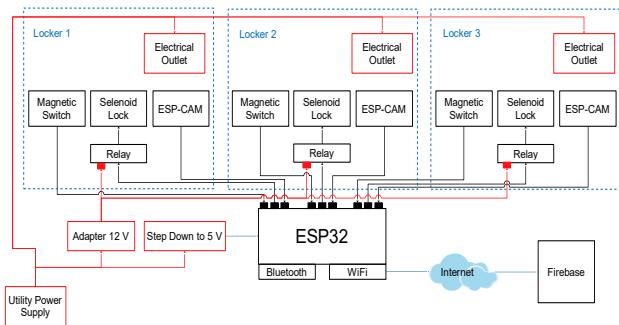 Locker 1
Electrical
Outlet
Magnetic
Switch
Selenoid
Lock
ESP-CAM
Relay
Locker 2
Electrical
Outlet
Magnetic
Switch
Selenoid
Lock
ESP-CAM
Relay
Locker 3
Electrical
Outlet
Magnetic
Switch
Selenoid
Lock
ESP-CAM
Relay
Adapter 12 V
Step Down to 5 V
ESP32
Bluetooth
WiFi
Internet
Firebase
Utility Power
Supply